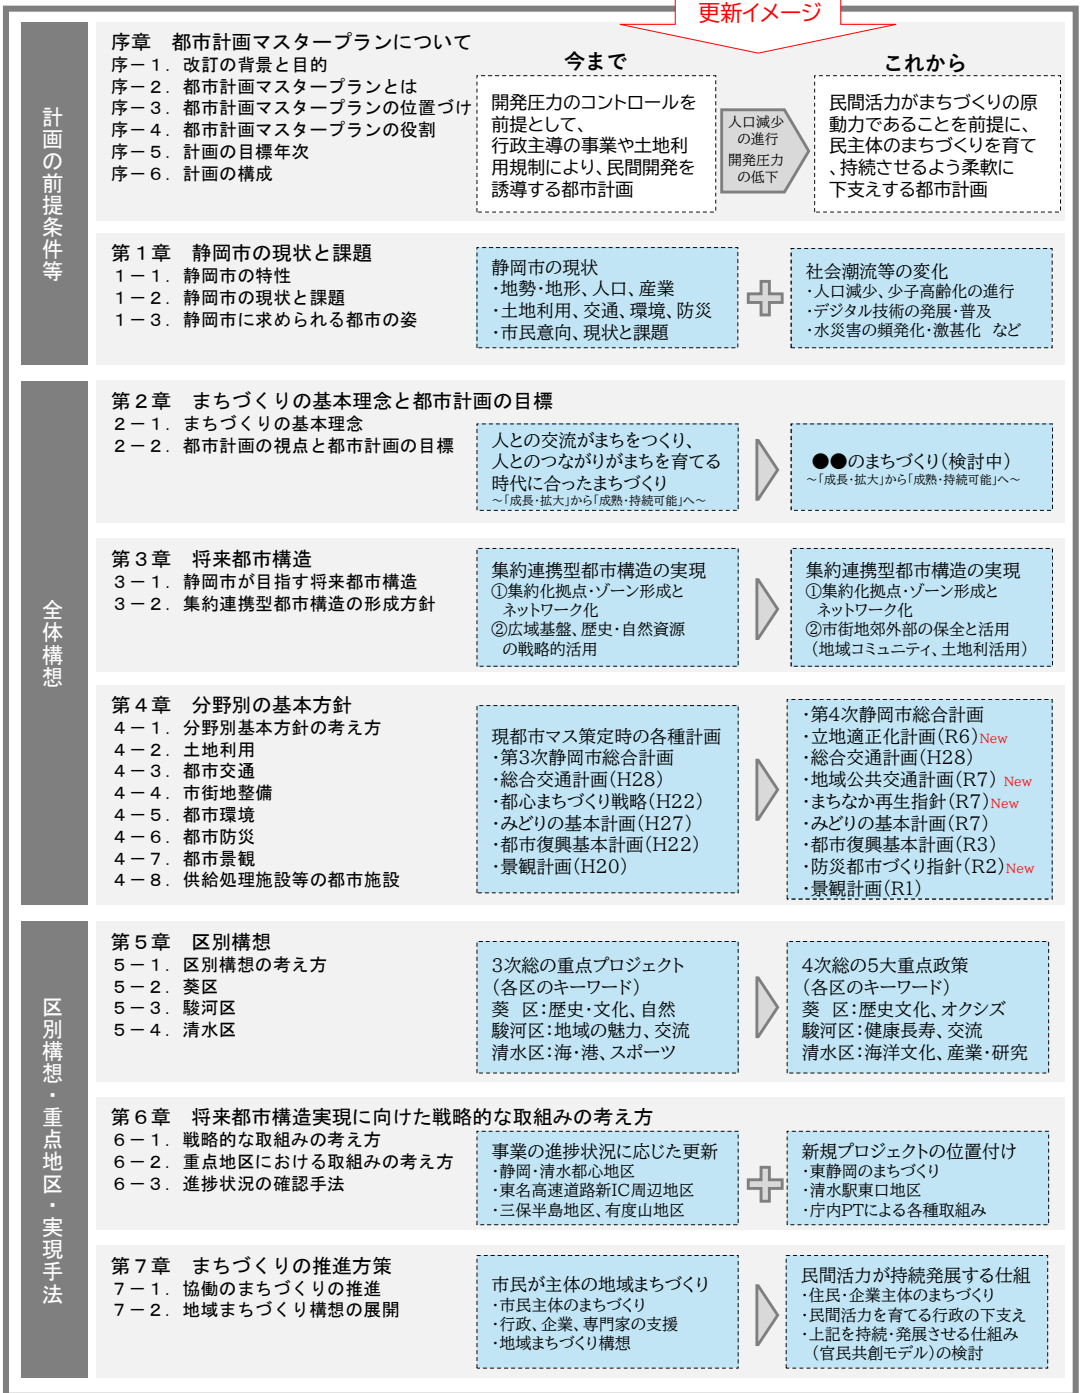 更新イメージ
計画の前提条件等
序章　都市計画マスタープランについて
序－１．改訂の背景と目的
序－２．都市計画マスタープランとは
序－３．都市計画マスタープランの位置づけ
序－４．都市計画マスタープランの役割
序－５．計画の目標年次
序－６．計画の構成
今まで
開発圧力のコントロールを
前提として、
行政主導の事業や土地利
用規制により、民間開発を
誘導する都市計画
人口減少
の進行
開発圧力
の低下
これから
民間活力がまちづくりの原
動力であることを前提に、
民主体のまちづくりを育て
、持続させるよう柔軟に
下支えする都市計画
第１章　静岡市の現状と課題
１－１．静岡市の特性
１－２．静岡市の現状と課題
１－３．静岡市に求められる都市の姿
静岡市の現状
・地勢・地形、人口、産業
・土地利用、交通、環境、防災
・市民意向、現状と課題
社会潮流等の変化
・人口減少、少子高齢化の進行
・デジタル技術の発展・普及
・水災害の頻発化・激甚化　など
全体構想
第２章　まちづくりの基本理念と都市計画の目標
２－１．まちづくりの基本理念
２－２．都市計画の視点と都市計画の目標
人との交流がまちをつくり、
人とのつながりがまちを育てる
時代に合ったまちづくり
～「成長・拡大」から「成熟・持続可能」へ～
●●のまちづくり（検討中）
～「成長・拡大」から「成熟・持続可能」へ～
第３章　将来都市構造
３－１．静岡市が目指す将来都市構造
３－２．集約連携型都市構造の形成方針
集約連携型都市構造の実現
①集約化拠点・ゾーン形成と
ネットワーク化
②広域基盤、歴史・自然資源
の戦略的活用
集約連携型都市構造の実現
①集約化拠点・ゾーン形成と
ネットワーク化
②市街地郊外部の保全と活用
（地域コミュニティ、土地利活用）
第４章　分野別の基本方針
４－１．分野別基本方針の考え方
４－２．土地利用
４－３．都市交通
４－４．市街地整備
４－５．都市環境
４－６．都市防災
４－７．都市景観
４－８．供給処理施設等の都市施設
現都市マス策定時の各種計画
・第3次静岡市総合計画
・総合交通計画（H28）
・都心まちづくり戦略（H22）
・みどりの基本計画（H27）
・都市復興基本計画（H22）
・景観計画（H20）
・第4次静岡市総合計画
・立地適正化計画（R6）New
・総合交通計画（H28）
・地域公共交通計画（R7） New
・まちなか再生指針（R7）New
・みどりの基本計画（R7）
・都市復興基本計画（R3）
・防災都市づくり指針（R2）New
・景観計画（R1）
区別構想・重点地区・実現手法
第５章　区別構想
５－１．区別構想の考え方
５－２．葵区
５－３．駿河区
５－４．清水区
3次総の重点プロジェクト
（各区のキーワード）
葵　区：歴史・文化、自然
駿河区：地域の魅力、交流
清水区：海・港、スポーツ
4次総の5大重点政策
（各区のキーワード）
葵　区：歴史文化、オクシズ
駿河区：健康長寿、交流
清水区：海洋文化、産業・研究
第６章　将来都市構造実現に向けた戦略的な取組みの考え方
６－１．戦略的な取組みの考え方
６－２．重点地区における取組みの考え方
６－３．進捗状況の確認手法
事業の進捗状況に応じた更新
・静岡・清水都心地区
・東名高速道路新IC周辺地区
・三保半島地区、有度山地区
新規プロジェクトの位置付け
・東静岡のまちづくり
・清水駅東口地区
・庁内PTによる各種取組み
第７章　まちづくりの推進方策
７－１．協働のまちづくりの推進
７－２．地域まちづくり構想の展開
市民が主体の地域まちづくり
・市民主体のまちづくり
・行政、企業、専門家の支援
・地域まちづくり構想
民間活力が持続発展する仕組
・住民・企業主体のまちづくり
・民間活力を育てる行政の下支え
・上記を持続・発展させる仕組み
（官民共創モデル）の検討